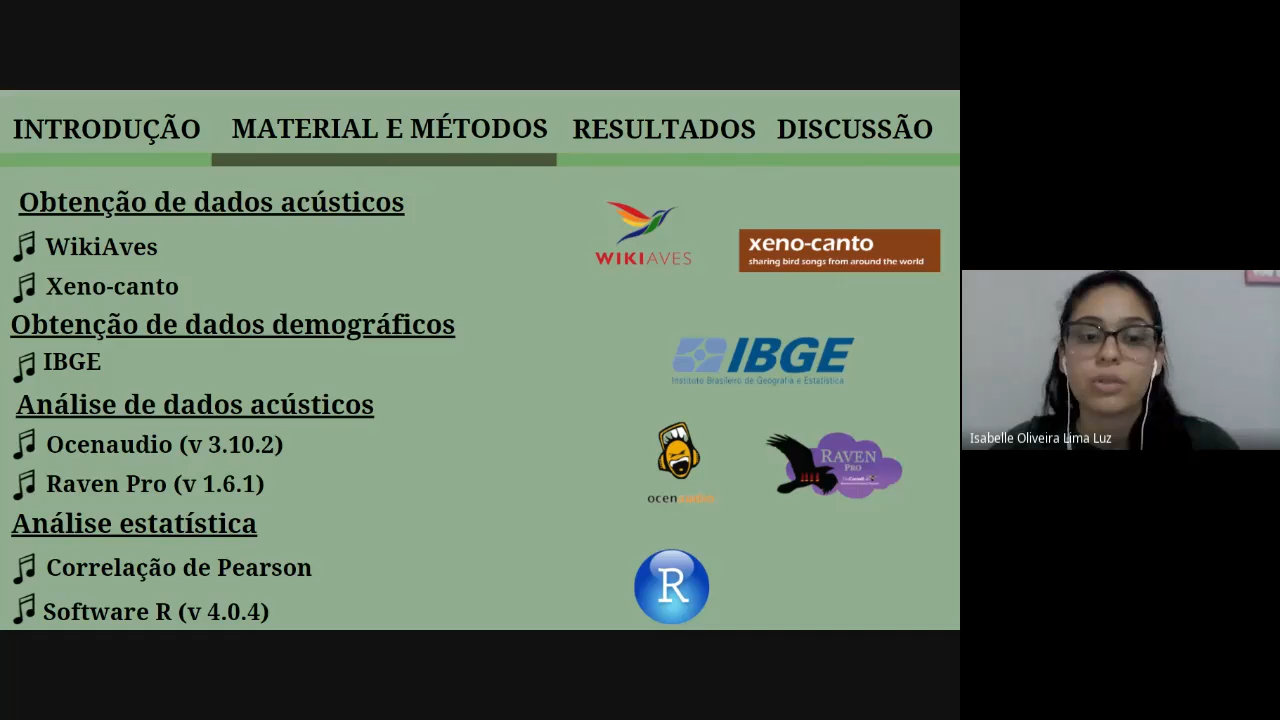 INTRODUÇÃO MATERIAL E MÉTODOS RESULTADOS DISCUSSÃO
Obtenção de dados acústicos
WikiAves
Xeno-canto
WIKIAVES
xeno-canto
sharing bird songs from around the world
Obtenção de dados demográficos
IBGE
IBGE
Instituto Brasileiro de Geografia e Estatística
Análise de dados acústicos
Ocenaudio (v 3.10.2)
Raven Pro (v 1.6.1)
ocenaudio
RAVEN
PRO
Análise estatística
Correlação de Pearson
Software R (v 4.0.4)
R
Isabelle Oliveira Lima Luz